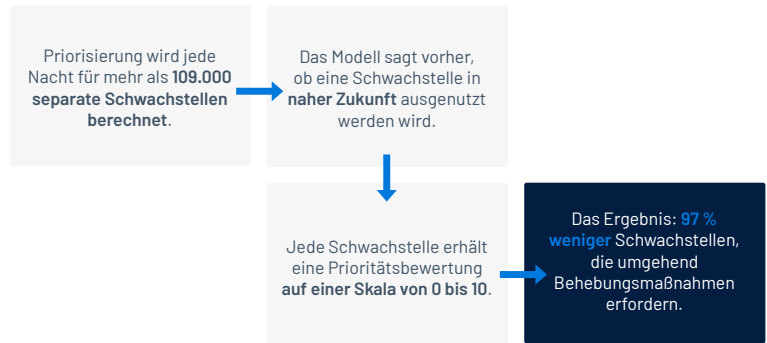 Priorisierung wird jede
Nacht für mehr als 109.000
separate Schwachstellen
berechnet.
Das Modell sagt vorher,
ob eine Schwachstelle in
naher Zukunft ausgenutzt
werden wird.
Jede Schwachstelle erhält
eine Prioritätsbewertung
auf einer Skala von 0 bis 10.
Das Ergebnis: 97 %
weniger Schwachstellen,
die umgehend
Behebungsmaßnahmen
erfordern.